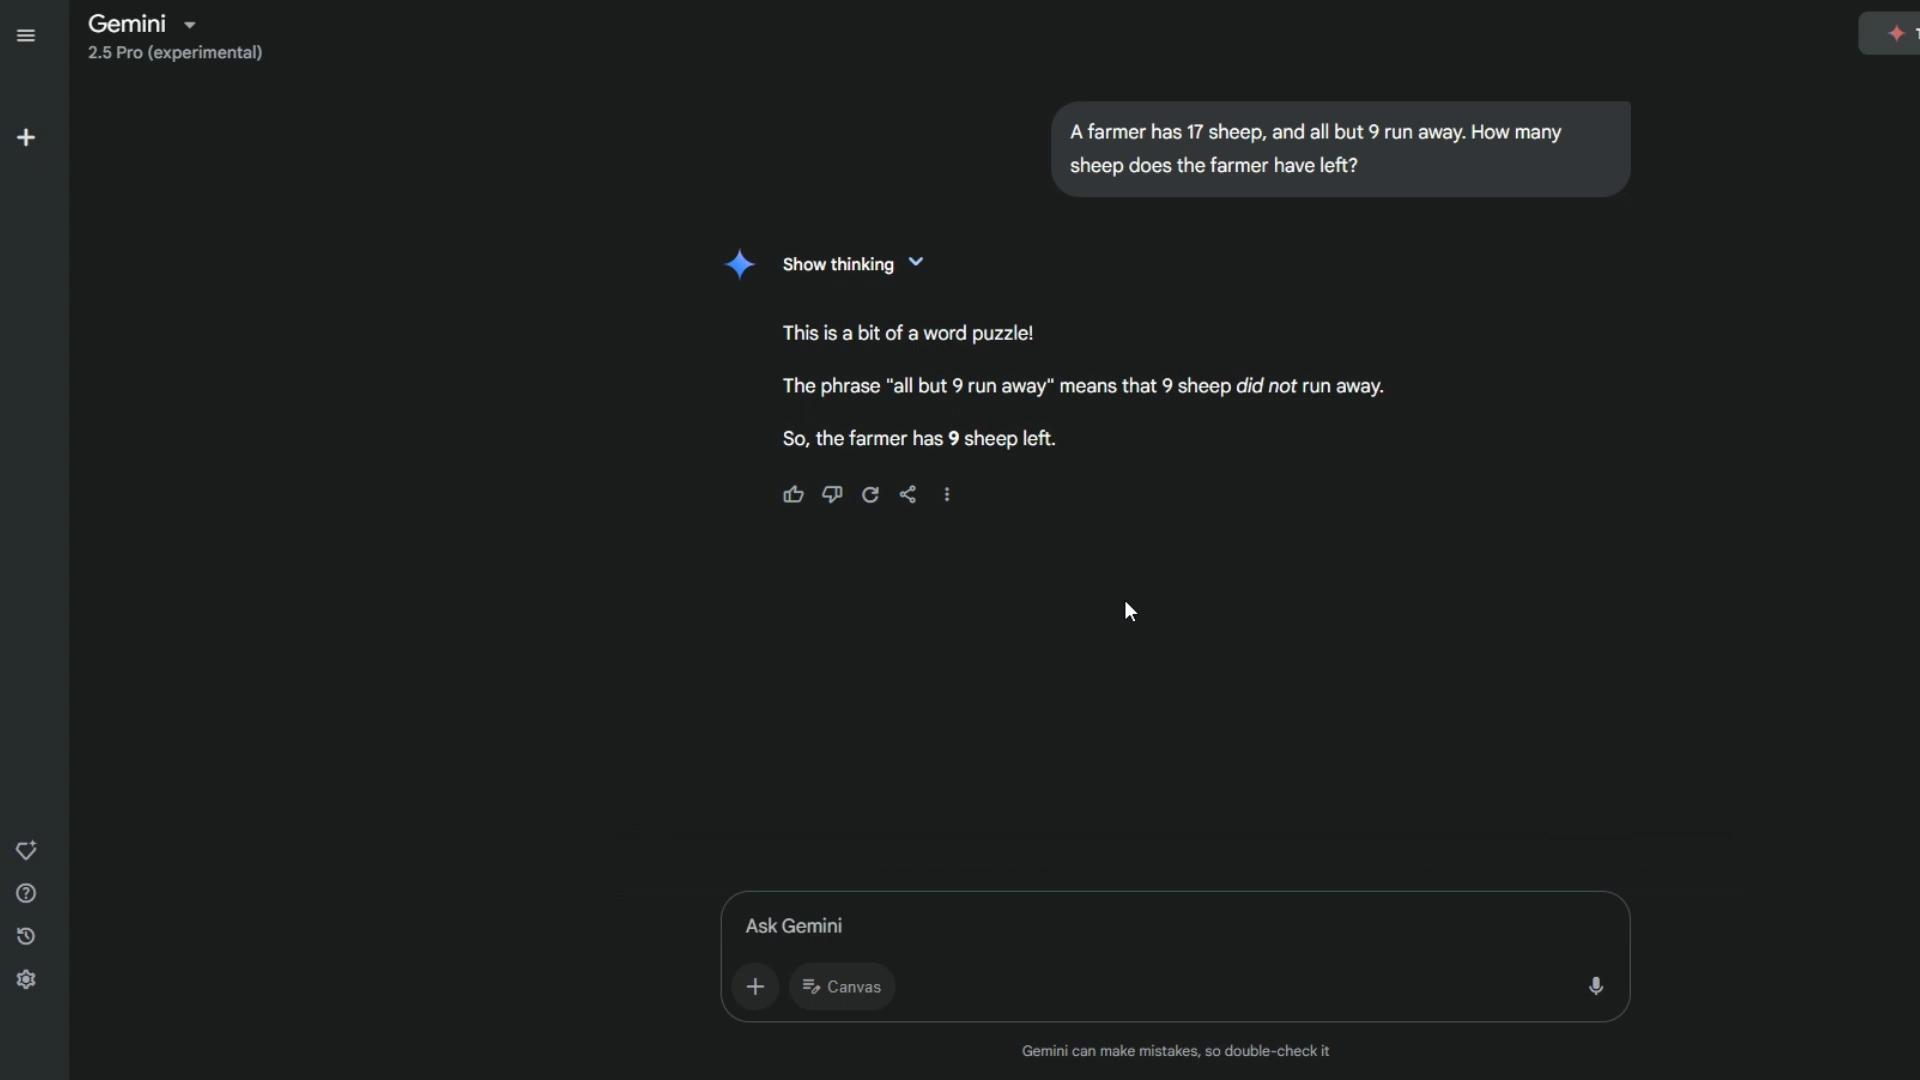 Gemini
2.5 Pro (experimental)
A farmer has 17 sheep, and all but 9 run away. How many
sheep does the farmer have left?
Show thinking
This is a bit of a word puzzle!
The phrase "all but 9 run away" means that 9 sheep did not run away.
So, the farmer has 9 sheep left.
Ask Gemini
Canvas
Gemini can make mistakes, so double-check it